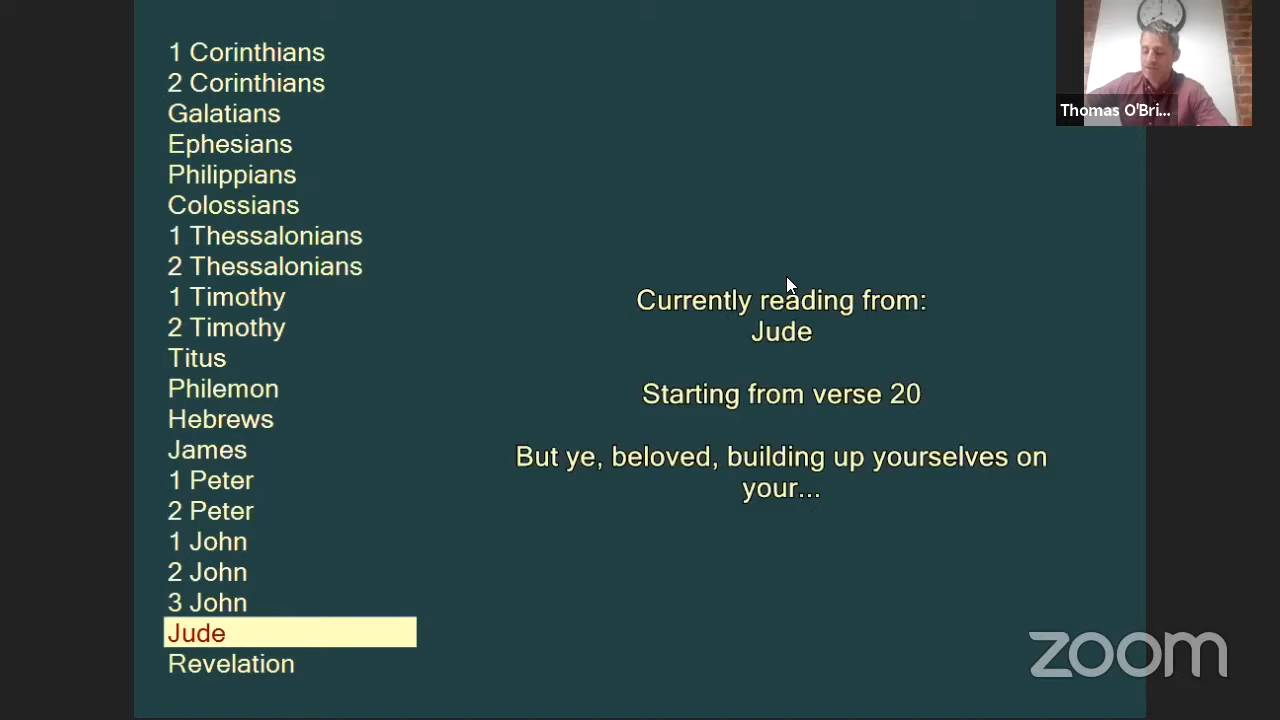 1 Corinthians
2 Corinthians
Galatians
Ephesians
Philippians
Colossians
1 Thessalonians
2 Thessalonians
1 Timothy
2 Timothy
Titus
Philemon
Hebrews
James
1 Peter
2 Peter
1 John
2 John
3 John
Jude
Revelation
Currently reading from:
Jude
Starting from verse 20
But ye, beloved, building up yourselves on
your...
Thomas O'Bri...
zoom